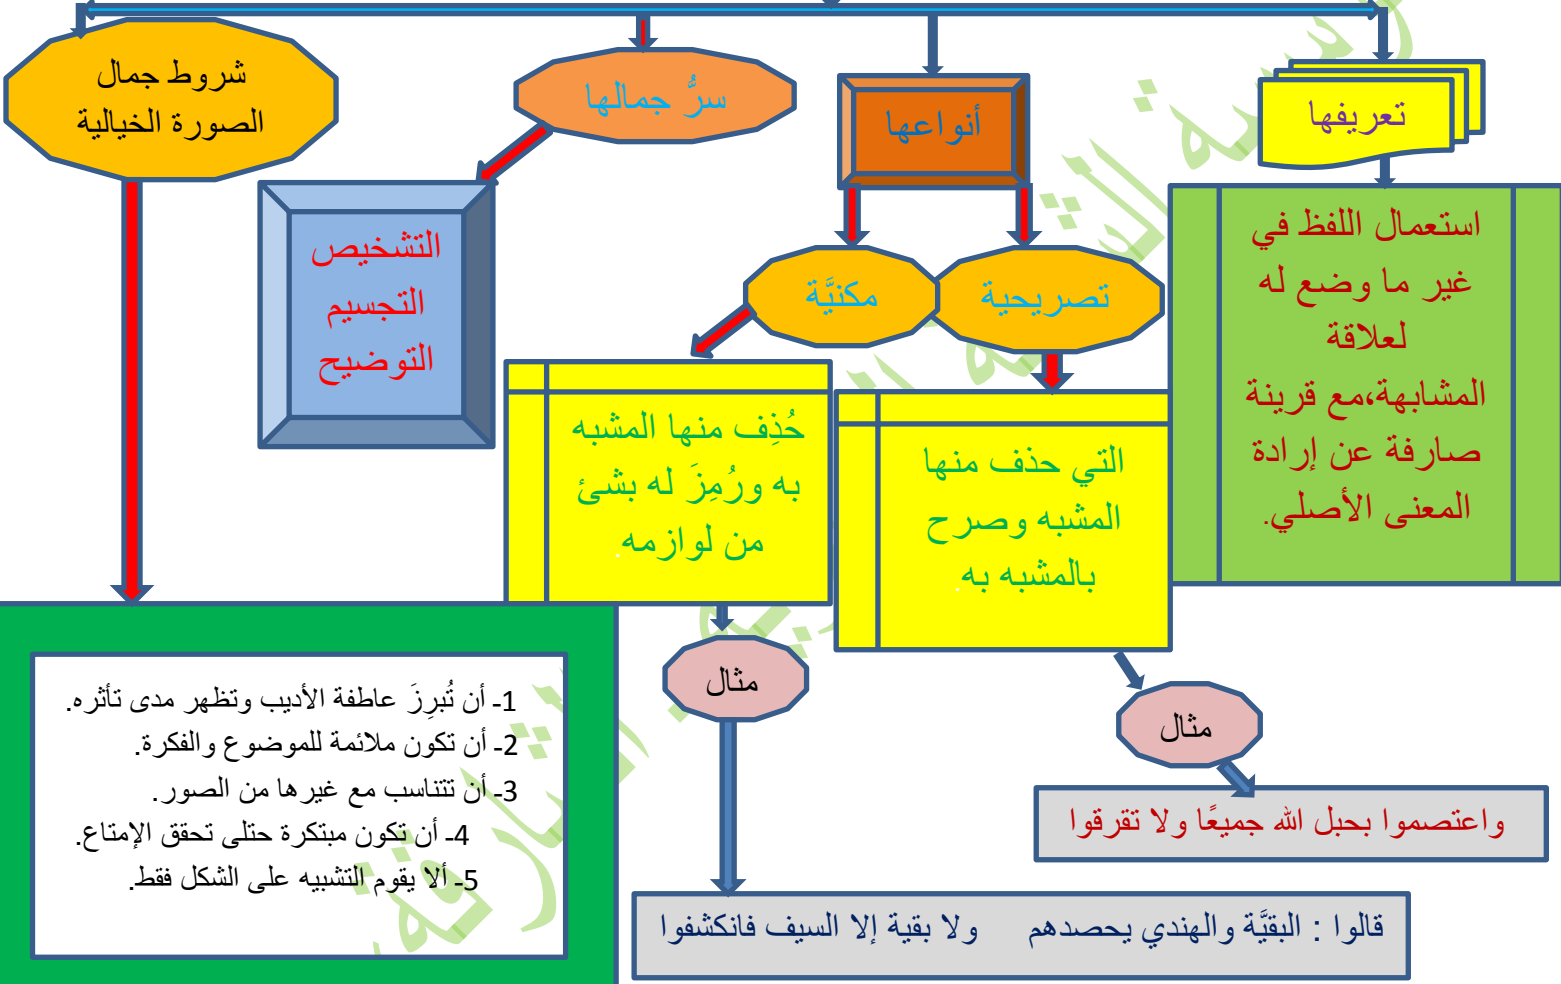 تعريفها
استعمال اللفظ في
غير ما وضع له
لعلاقة
المشابهة،مع قرينة
صارفة عن إرادة
المعنى الأصلي.
أنواعها
تصريحية
التي حذف منها
المشبه وصرح
بالمشبه به.
مثال
واعتصموا بحبل الله جميعًا ولا تقرقوا
مكنيَّة
حُذِف منها المشبه
به ورُمِزَ له بشئ
من لوازمه.
مثال
قالوا : البقيَّة والهندي يحصدهم ولا بقية إلا السيف فانكشفوا
سرُّ جمالها
التشخيص
التجسيم
التوضيح
شروط جمال
الصورة الخيالية
1- أن تُبرِزَ عاطفة الأديب وتظهر مدى تأثره.
2- أن تكون ملائمة للموضوع والفكرة.
3- أن تتناسب مع غيرها من الصور.
4- أن تكون مبتكرة حتلى تحقق الإمتاع.
5- ألا يقوم التشبيه على الشكل فقط.